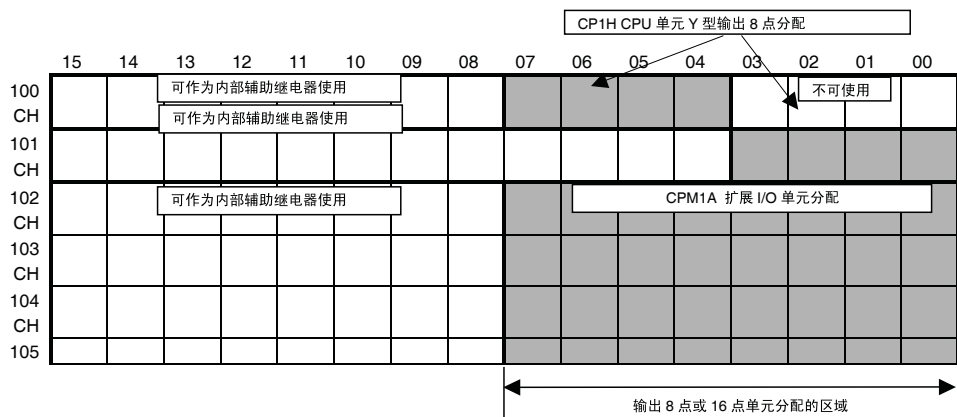 CP1H CPU 单元 Y 型输出 8 点分配
15 14 13 12 11 10 09 08 07 06 05 04 03 02 01 00
100
CH
可作为内部辅助继电器使用
不可使用
可作为内部辅助继电器使用
101
CH
102
CH
可作为内部辅助继电器使用
CPM1A 扩展 I/O 单元分配
103
CH
104
CH
105
输出 8 点或 16 点单元分配的区域